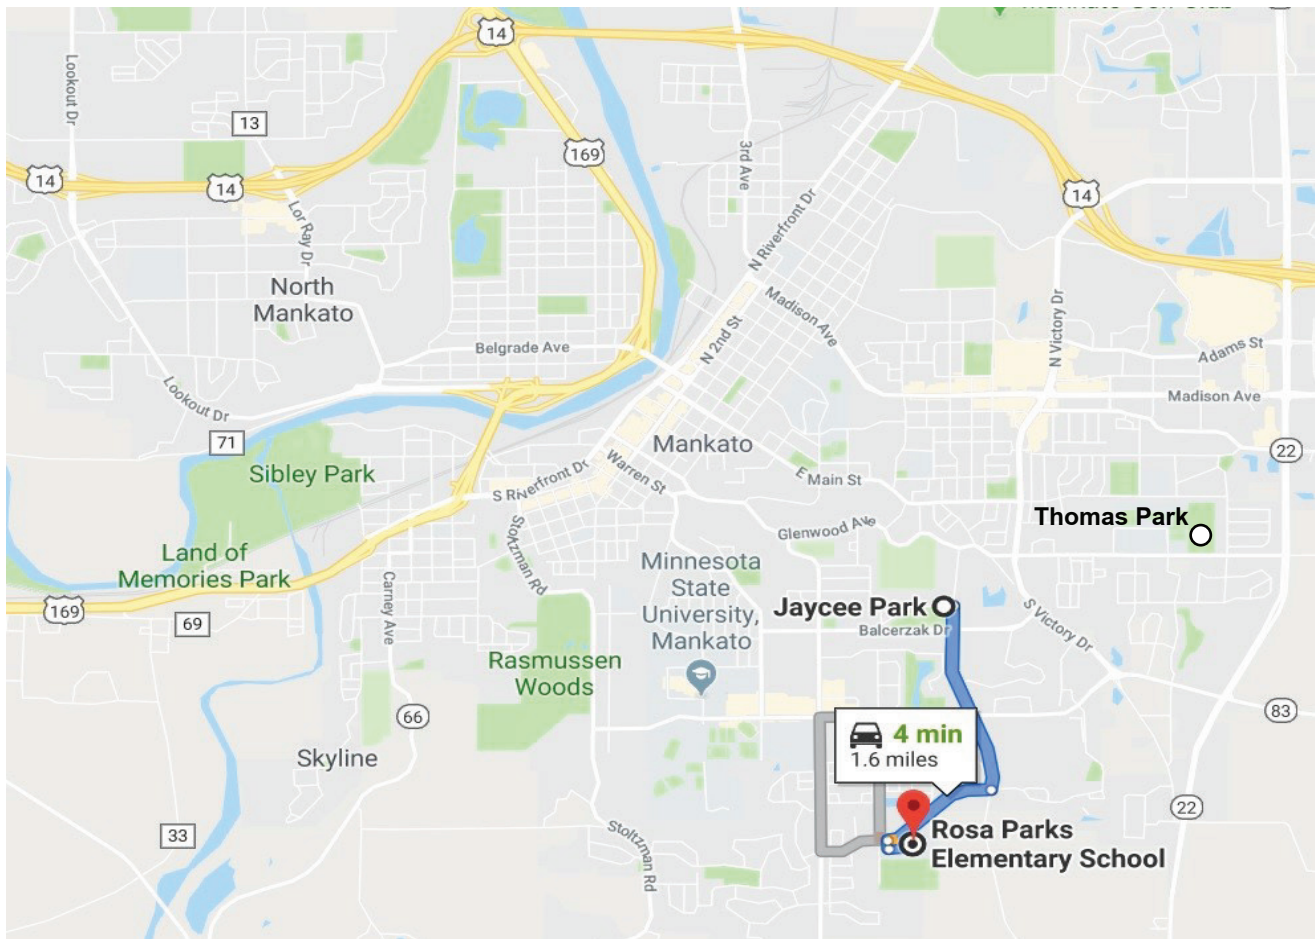 14
Lookout Dr
13
3rd Ave
169
14
14
14
Lor Ray Dr
N Riverfront Dr
North
Mankato
Madison Ave
N Victory Dr
N 2nd St
Belgrade Ave
Adams St
Lookout Dr
Madison Ave
71
Mankato
22
Sibley Park
Warren St
E Main St
S Riverfront Dr
Thomas Park
Stoltzman Rd
Glenwood Ave
Land of
Memories Park
Minnesota
State
University,
Mankato
169
Carney Ave
69
Jaycee Park
Balcerzak Dr
S Victory Dr
Rasmussen
Woods
66
83
4 min
1.6 miles
Skyline
22
33
Stoltzman Rd
Rosa Parks
Elementary School